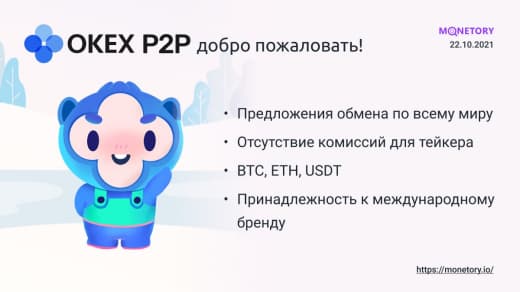 OKEX P2P добро пожаловать!
MONETORY
22.10.2021
• Предложения обмена по всему миру
• Отсутствие комиссий для тейкера
• BTC, ETH, USDT
• Принадлежность к международному
бренду
https://monetory.io/